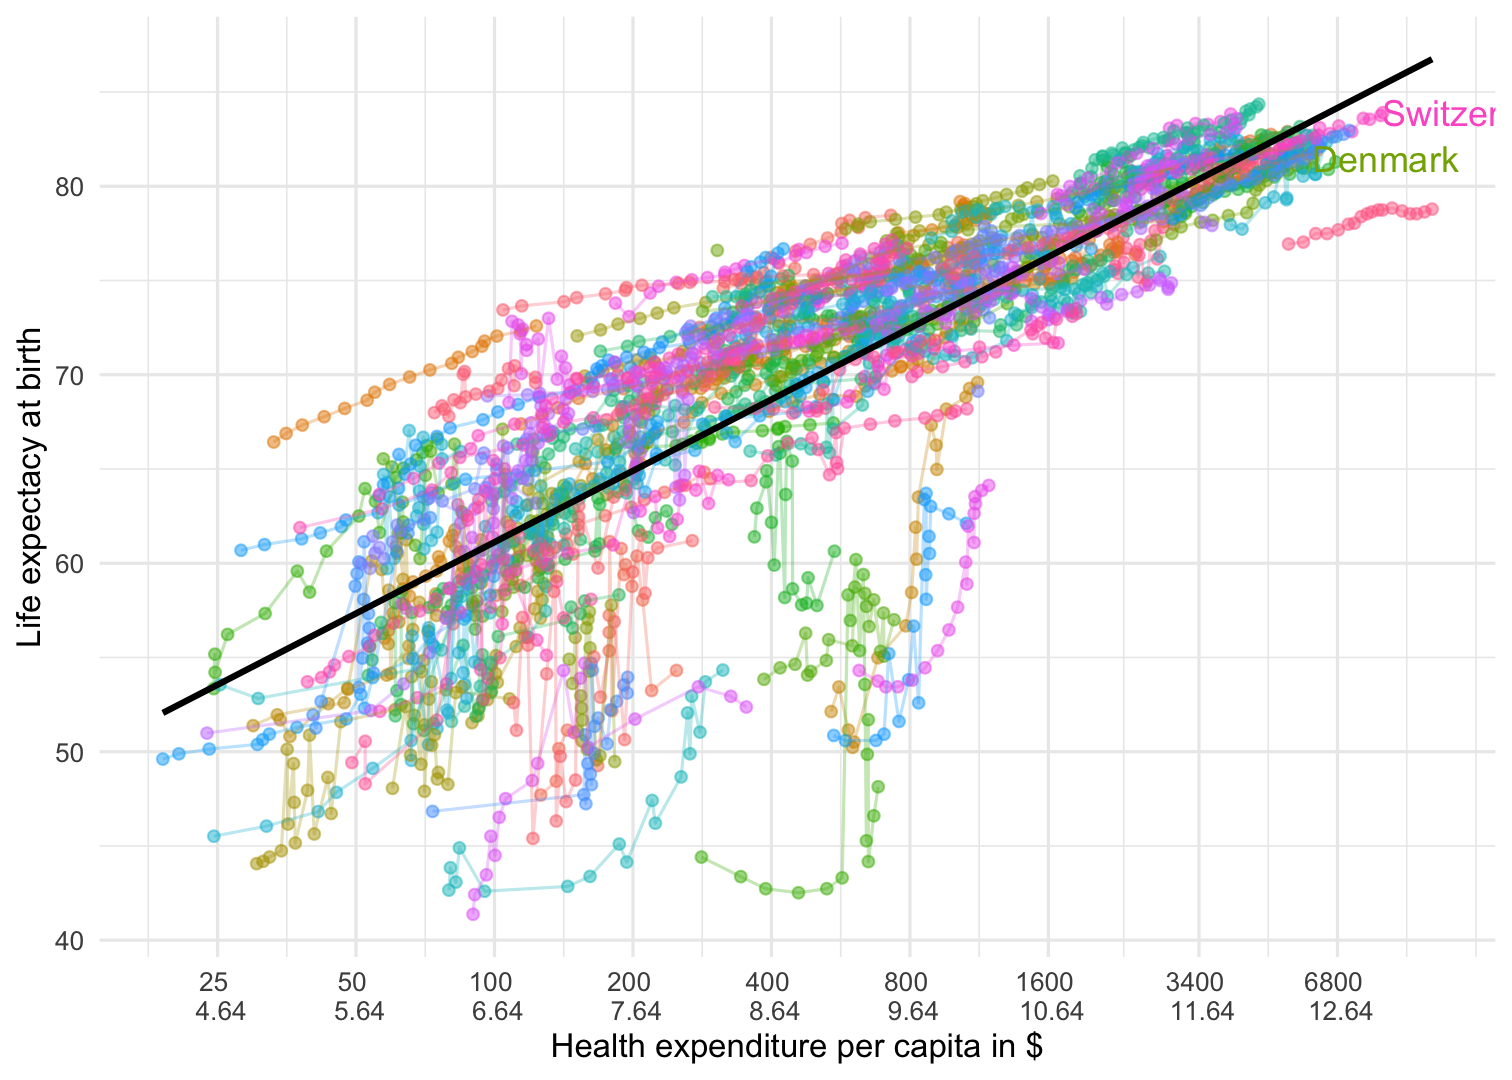 Life expectacy at birth
80
70
60
50
40
Switzer
Denmark
25 50 100 200 400 800 1600 3400 6800
4.64 5.64 6.64 7.64 8.64 9.64 10.64 11.64 12.64
Health expenditure per capita in $